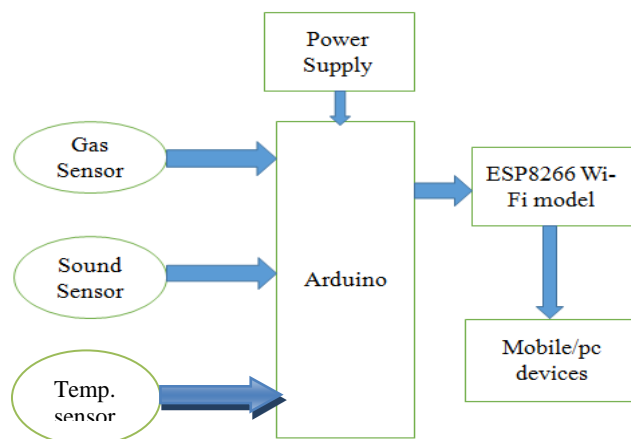 Power
Supply
Gas
Sensor
ESP8266 Wi-
Fi model
Sound
Sensor
Arduino
Mobile/pc
devices
Temp.
sensor